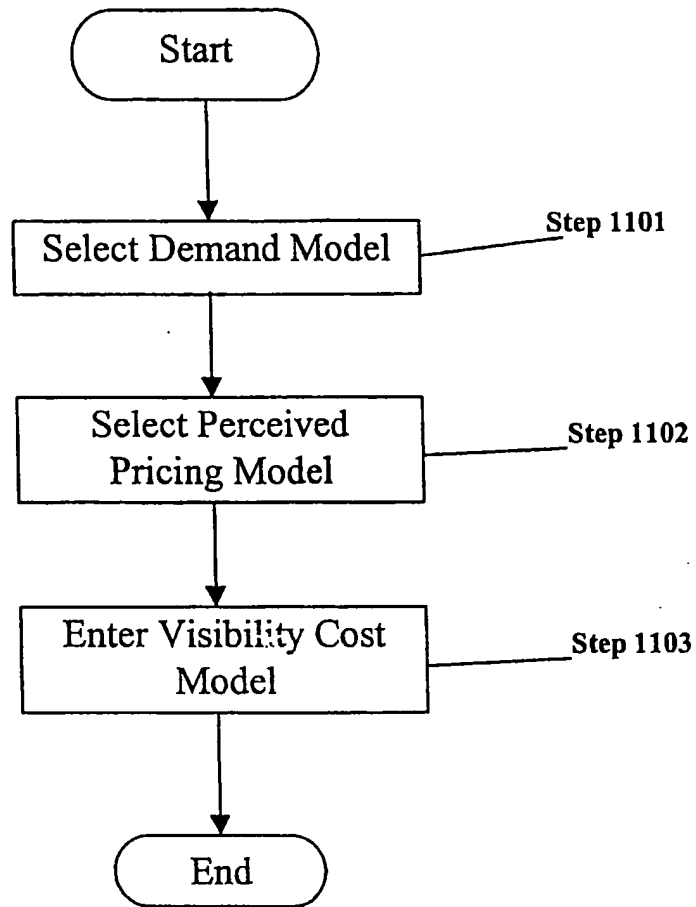 Start
Select Demand Model
Step 1101
Select Perceived
Pricing Model
Step 1102
Enter Visibility Cost
Model
Step 1103
End